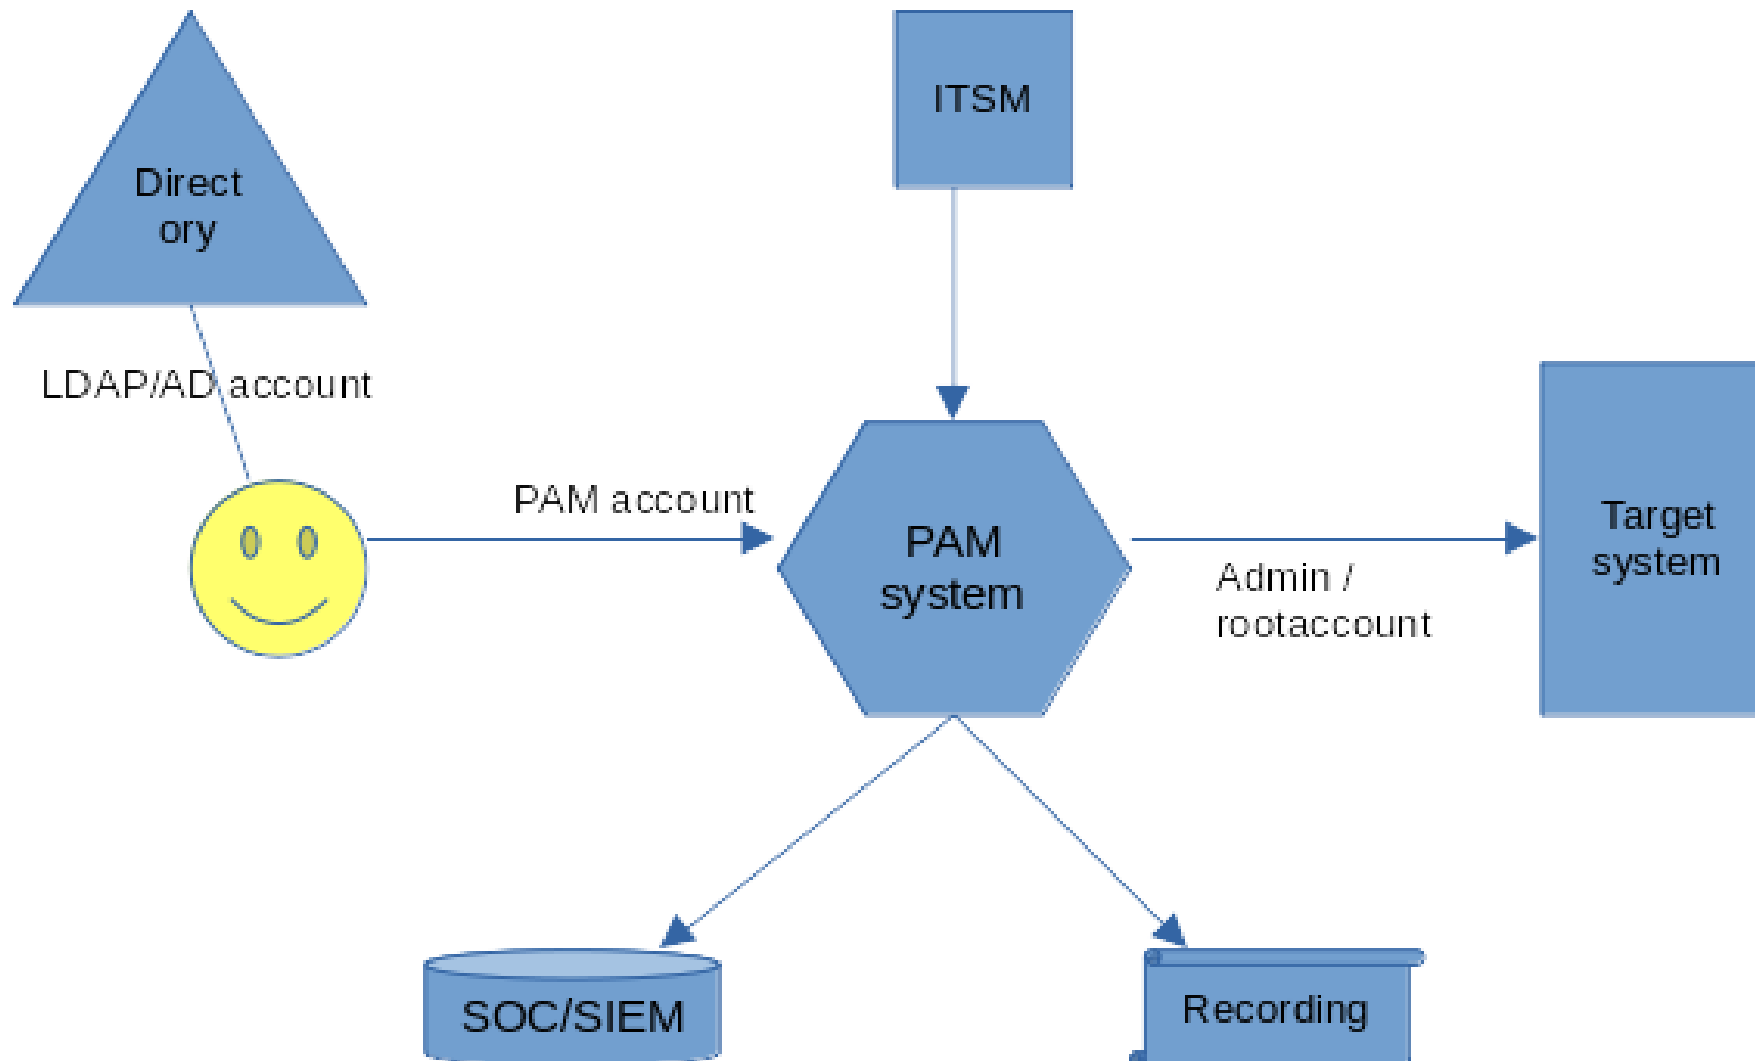 ITSM
Direct
ory
LDAP/AD account
PAM account
PAM
system
Target
system
Admin /
rootaccount
SOC/SIEM
Recording